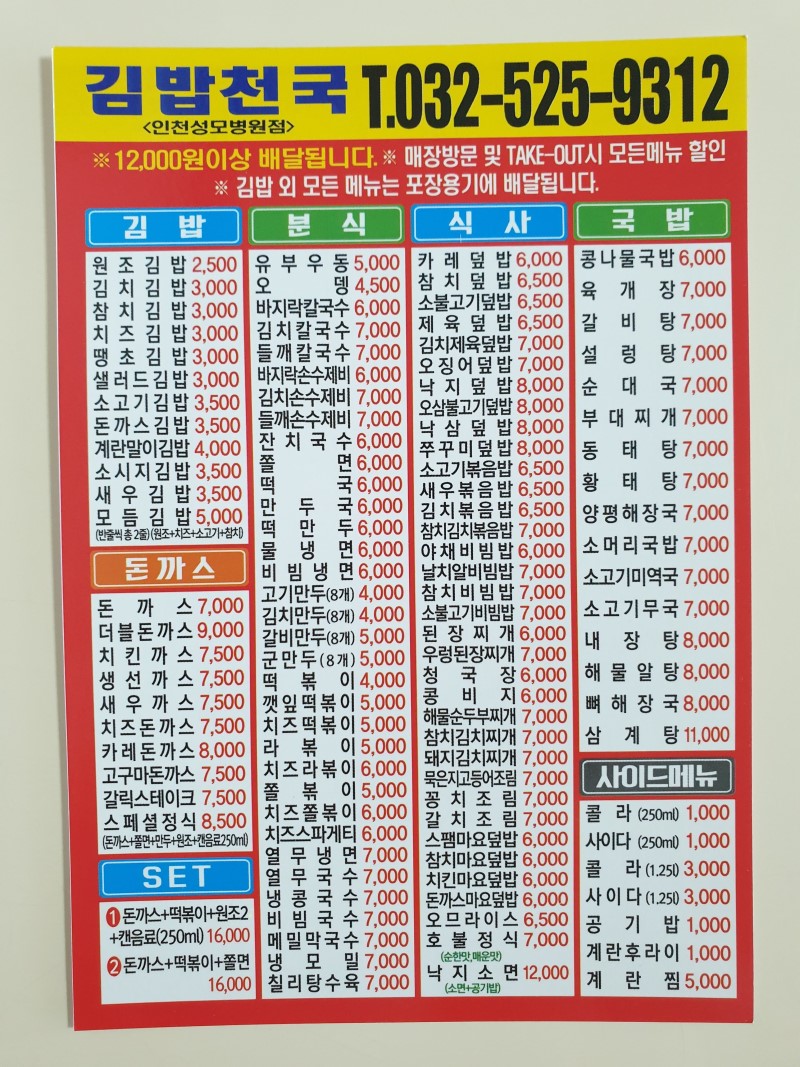 김밥천국 T.032-525-9312
<인천성모병원점>
※ 12,000원이상 배달됩니다. ※ 매장방문 및 TAKE-OUT시 모든메뉴 할인
※ 김밥 외 모든 메뉴는 포장용기에 배달됩니다.
김밥
원조김밥 2,500
김치김밥 3,000
참치김밥 3,000
치즈김밥 3,000
땡초김밥 3,000
샐러드김밥 3,000
소고기김밥 3,500
돈까스김밥 3,500
계란말이김밥 4,000
소시지김밥 3,500
새우김밥 3,500
모듬김밥 5,000
(반줄씩 총 2줄) (원조+치즈+소고기+참치)
돈까스
돈까스 7,000
더블돈까스 9,000
치킨까스 7,500
생선까스 7,500
새우까스 7,500
치즈돈까스 7,500
카레돈까스 8,000
고구마돈까스 7,500
갈릭스테이크 7,500
스페셜정식 8,500
(돈까스+쫄면+만두+원조+캔음료250ml)
SET
1 돈까스+떡볶이+원조2
+캔음료(250ml) 16,000
2 돈까스+떡볶이+쫄면
16,000
분식
유부우동 5,000
오뎅 4,500
바지락칼국수 6,000
김치칼국수 7,000
들깨칼국수 7,000
바지락손수제비 6,000
김치손수제비 7,000
들깨손수제비 7,000
잔치국수 6,000
쫄면 6,000
떡국 6,000
만두국 6,000
떡만두 6,000
물냉면 6,000
비빔냉면 6,000
고기만두(8개) 4,000
김치만두(8개) 4,000
갈비만두(8개) 5,000
군만두(8개) 5,000
떡볶이 4,000
깻잎떡볶이 5,000
치즈떡볶이 5,000
라볶이 5,000
치즈라볶이 6,000
쫄볶이 5,000
치즈쫄볶이 6,000
치즈스파게티 6,000
열무냉면 7,000
열무국수 7,000
냉콩국수 7,000
비빔국수 7,000
메밀막국수 7,000
냉모밀 7,000
칠리탕수육 7,000
식사
카레덮밥 6,000
참치덮밥 6,500
소불고기덮밥 6,500
제육덮밥 6,500
김치제육덮밥 7,000
오징어덮밥 7,000
낙지덮밥 8,000
오삼불고기덮밥 8,000
낙삼덮밥 8,000
쭈꾸미덮밥 8,000
소고기볶음밥 6,500
새우볶음밥 6,500
김치볶음밥 6,500
참치김치볶음밥 7,000
야채비빔밥 6,000
날치알비빔밥 7,000
참치비빔밥 7,000
소불고기비빔밥 7,000
된장찌개 6,000
우렁된장찌개 7,000
청국장 6,000
콩비지 6,000
해물순두부찌개 7,000
참치김치찌개 7,000
돼지김치찌개 7,000
묵은지고등어조림 7,000
꽁치조림 7,000
갈치조림 7,000
스팸마요덮밥 6,000
참치마요덮밥 6,000
치킨마요덮밥 6,000
돈까스마요덮밥 6,000
오므라이스 6,500
호불정식 7,000
(순한맛,매운맛)
낙지소면 12,000
(소면+공기밥)
국밥
콩나물국밥 6,000
육개장 7,000
갈비탕 7,000
설렁탕 7,000
순대국 7,000
부대찌개 7,000
동태탕 7,000
황태탕 7,000
양평해장국 7,000
소머리국밥 7,000
소고기미역국 7,000
소고기무국 7,000
내장탕 8,000
해물알탕 8,000
뼈해장국 8,000
삼계탕 11,000
사이드메뉴
콜라 (250ml) 1,000
사이다 (250ml) 1,000
콜라 (1.25l) 3,000
사이다 (1.25l) 3,000
공기밥 1,000
계란후라이 1,000
계란찜 5,000